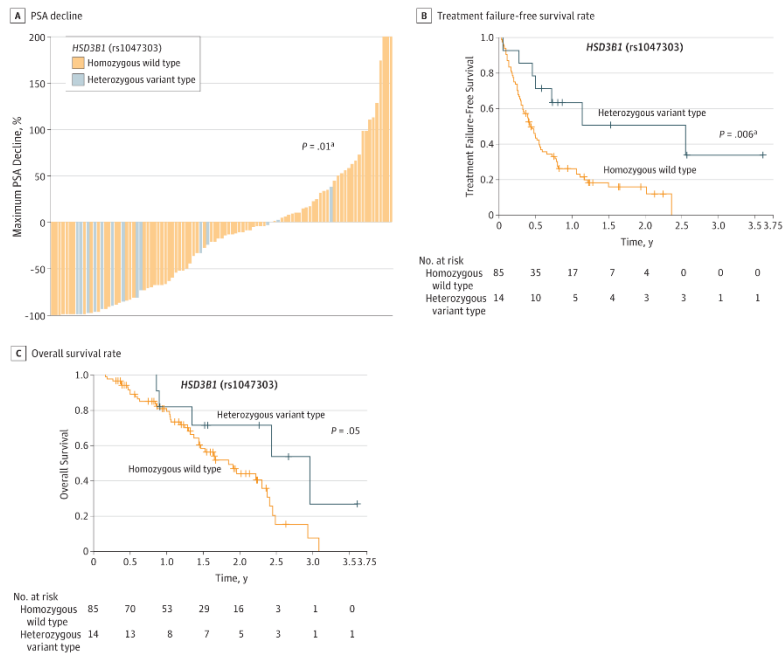 A PSA decline
HSD3B1 (rs1047303)
Homozygous wild type
Heterozygous variant type
P = .01a
Maximum PSA Decline, %
200
150
100
50
0
-50
-100
B Treatment failure-free survival rate
HSD3B1 (rs1047303)
Heterozygous variant type
P = .006a
Homozygous wild type
Treatment Failure-Free Survival
1.0
0.8
0.6
0.4
0.2
0
0 0.5 1.0 1.5 2.0 2.5 3.0 3.5 3.75
Time, y
No. at risk
Homozygous wild type 85 35 17 7 4 0 0 0
Heterozygous variant type 14 10 5 4 3 3 1 1
C Overall survival rate
HSD3B1 (rs1047303)
Heterozygous variant type
P = .05
Homozygous wild type
Overall Survival
1.0
0.8
0.6
0.4
0.2
0
0 0.5 1.0 1.5 2.0 2.5 3.0 3.5 3.75
Time, y
No. at risk
Homozygous wild type 85 70 53 29 16 3 1 0
Heterozygous variant type 14 13 8 7 5 3 1 1